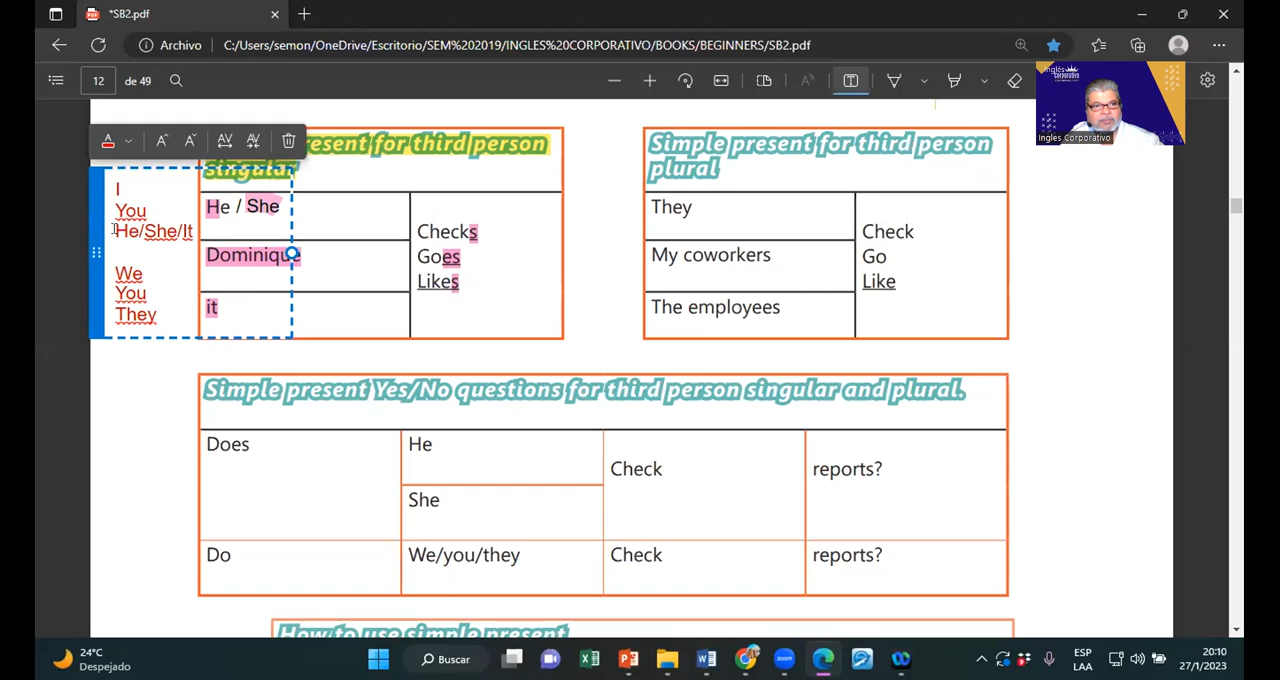 *SB2.pdf
Archivo
C:/Users/semon/OneDrive/Escritorio/SEM%202019/INGLES%20CORPORATIVO/BOOKS/BEGINNERS/SB2.pdf
12 de 49
resent for third person
singular
I
You
He/She/It
We
You
They
He / She
Dominique
it
Checks
Goes
Likes
Simple present for third person
plural
They
My coworkers
The employees
Check
Go
Like
Inglés
Corporativo
Ingles Corporativo
Simple present Yes/No questions for third person singular and plural.
Does
He
She
Check
reports?
Do
We/you/they
Check
reports?
How to use simple present
24°C
Despejado
Buscar
zoom
ESP
LAA
20:10
27/1/2023